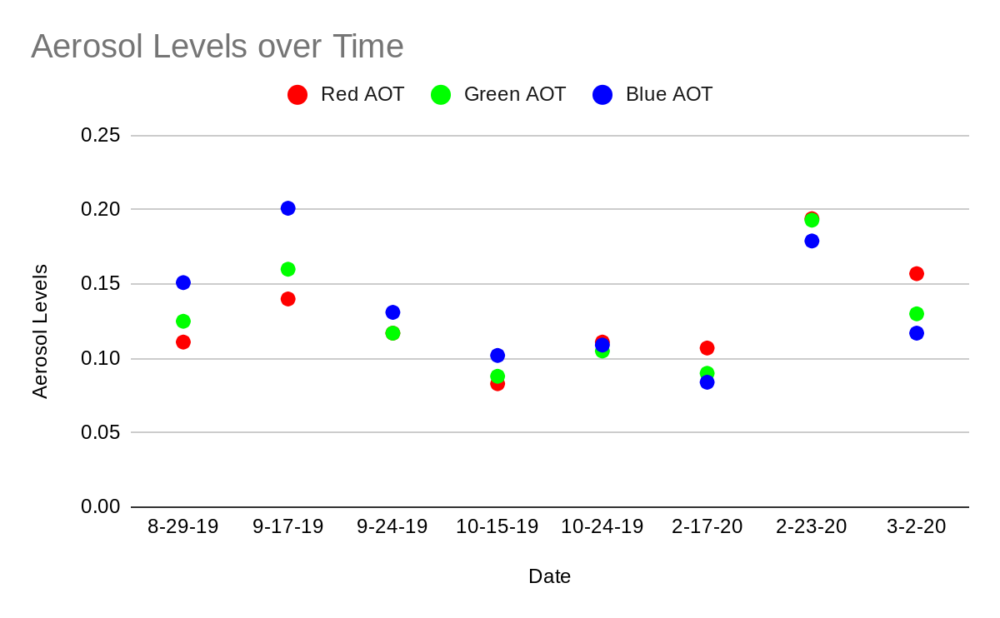 Aerosol Levels over Time
Red AOT Green AOT Blue AOT
0.25
0.20
0.15
0.10
0.05
0.00
Aerosol Levels
8-29-19 9-17-19 9-24-19 10-15-19 10-24-19 2-17-20 2-23-20 3-2-20
Date